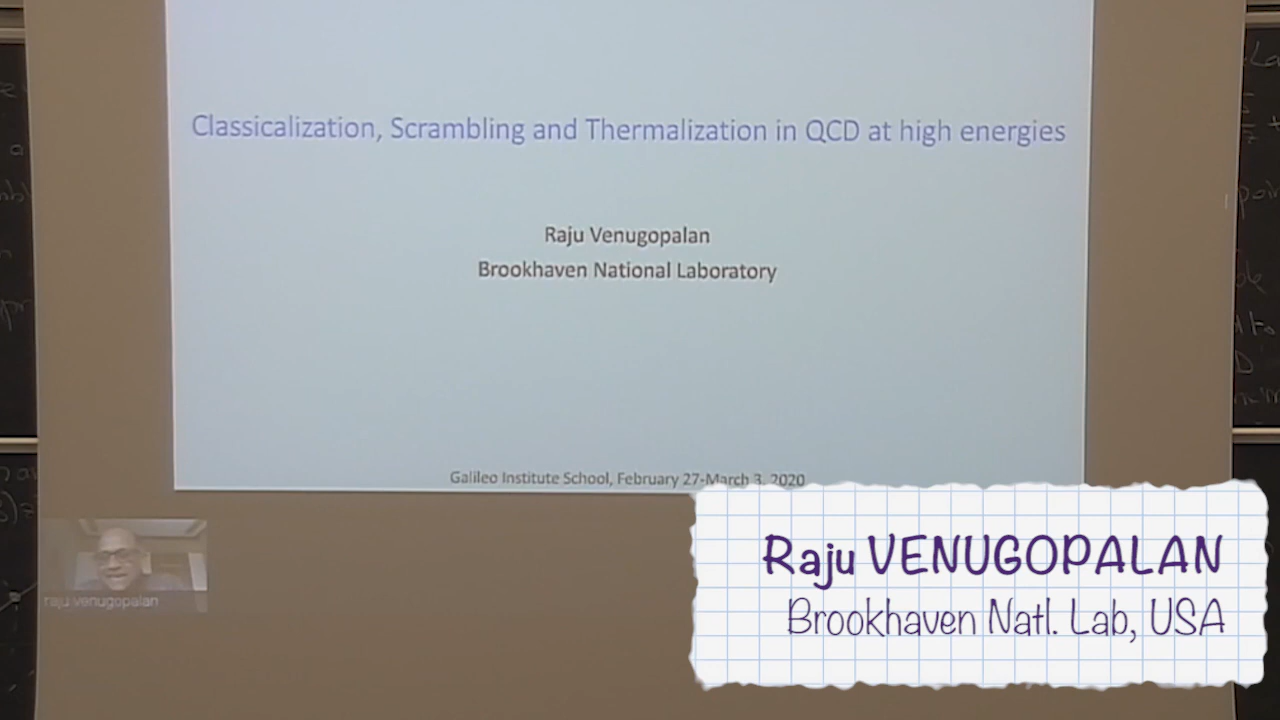 Classicalization, Scrambling and Thermalization in QCD at high energies
Raju Venugopalan
Brookhaven National Laboratory
Galileo Institute School, February 27-March 3, 2020
raju venugopalan
Raju VENUGOPALAN
Brookhaven Natl. Lab, USA